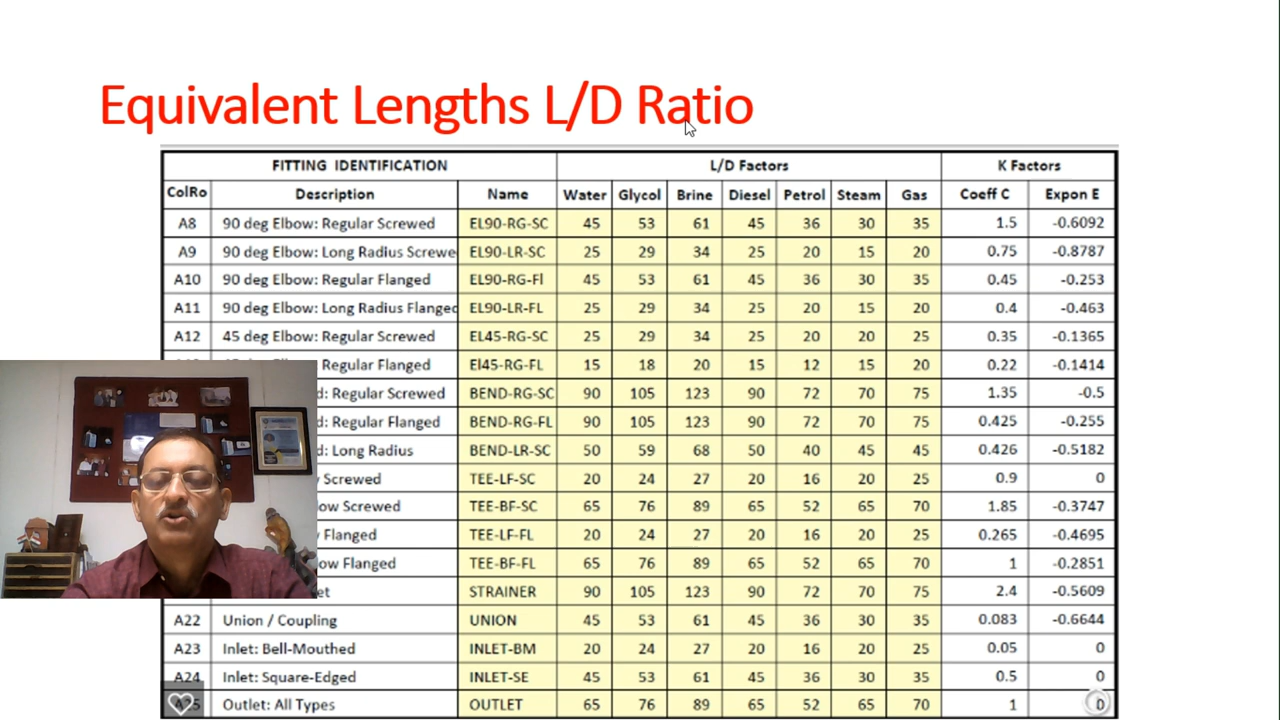 Equivalent Lengths L/D Ratio
FITTING IDENTIFICATION L/D Factors K Factors
ColRo Description Name Water Glycol Brine Diesel Petrol Steam Gas Coeff C Expon E
A8 90 deg Elbow: Regular Screwed EL90-RG-SC 45 53 61 45 36 30 35 1.5 -0.6092
A9 90 deg Elbow: Long Radius Screwe EL90-LR-SC 25 29 34 25 20 15 20 0.75 -0.8787
A10 90 deg Elbow: Regular Flanged EL90-RG-Fl 45 53 61 45 36 30 35 0.45 -0.253
A11 90 deg Elbow: Long Radius Flanged EL90-LR-FL 25 29 34 25 20 15 20 0.4 -0.463
A12 45 deg Elbow: Regular Screwed EL45-RG-SC 25 29 34 25 20 20 25 0.35 -0.1365
Regular Flanged El45-RG-FL 15 18 20 15 12 15 20 0.22 -0.1414
d: Regular Screwed BEND-RG-SC 90 105 123 90 72 70 75 1.35 -0.5
d: Regular Flanged BEND-RG-FL 90 105 123 90 72 70 75 0.425 -0.255
d: Long Radius BEND-LR-SC 50 59 68 50 40 45 45 0.426 -0.5182
Screwed TEE-LF-SC 20 24 27 20 16 20 25 0.9 0
ow Screwed TEE-BF-SC 65 76 89 65 52 65 70 1.85 -0.3747
Flanged TEE-LF-FL 20 24 27 20 16 20 25 0.265 -0.4695
ow Flanged TEE-BF-FL 65 76 89 65 52 65 70 1 -0.2851
et STRAINER 90 105 123 90 72 70 75 2.4 -0.5609
A22 Union / Coupling UNION 45 53 61 45 36 30 35 0.083 -0.6644
A23 Inlet: Bell-Mouthed INLET-BM 20 24 27 20 16 20 25 0.05 0
A24 Inlet: Square-Edged INLET-SE 45 53 61 45 36 30 35 0.5 0
A25 Outlet: All Types OUTLET 65 76 89 65 52 65 70 1 0